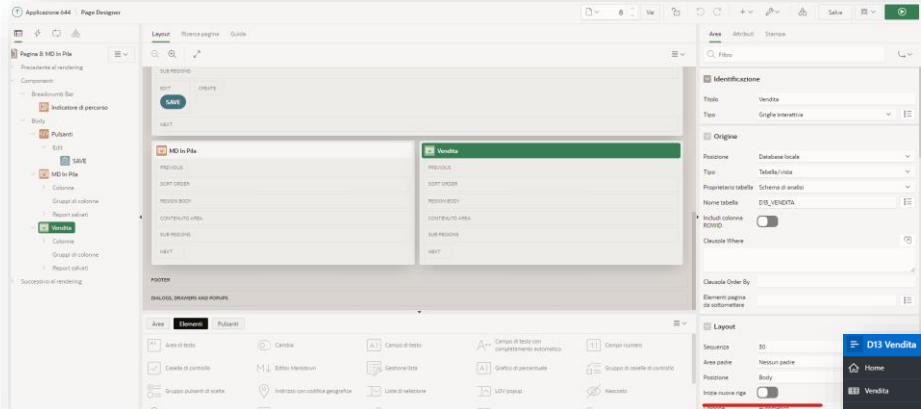 Applicazione 644 Page Designer
8 Vai Salva
Layout Ricerca pagina Guida
Area Attributi Stampa
Pagina 8: MD In Pila
Filtro
Precedente al rendering
Componenti
Breadcrumb Bar
Indicatore di percorso
Body
Pulsanti
Edit
SAVE
MD In Pila
Colonne
Gruppi di colonne
Report salvati
Vendita
Colonne
Gruppi di colonne
Report salvati
Successivo al rendering
SUB REGIONS
EDIT CREATE
SAVE
NEXT
MD In Pila
PREVIOUS
SORT ORDER
REGION BODY
CONTENUTO AREA
SUB REGIONS
NEXT
Vendita
PREVIOUS
SORT ORDER
REGION BODY
CONTENUTO AREA
SUB REGIONS
NEXT
FOOTER
DIALOGS, DRAWERS AND POPUPS
Area Elementi Pulsanti
Area di testo
Cambia
Campo di testo
Campo di testo con completamento automatico
Campo numero
Caselle di controllo
Editor Markdown
Gestione lista
Grafico di percentuale
Gruppo di caselle di controllo
Gruppo pulsanti di scelta
Indirizzo con codifica geografica
Lista di selezione
LOV popup
Nascosto
Identificazione
Titolo Vendita
Tipo Griglia interattiva
Origine
Posizione Database locale
Tipo Tabella/vista
Proprietario tabella Schema di analisi
Nome tabella D13_VENDITA
Includi colonna ROWID
Clausola Where
Clausola Order By
Elementi pagina da sottomettere
Layout
Sequenza 30
Area padre Nessun padre
Posizione Body
Inizia nuova riga
D13 Vendita
Home
Vendita